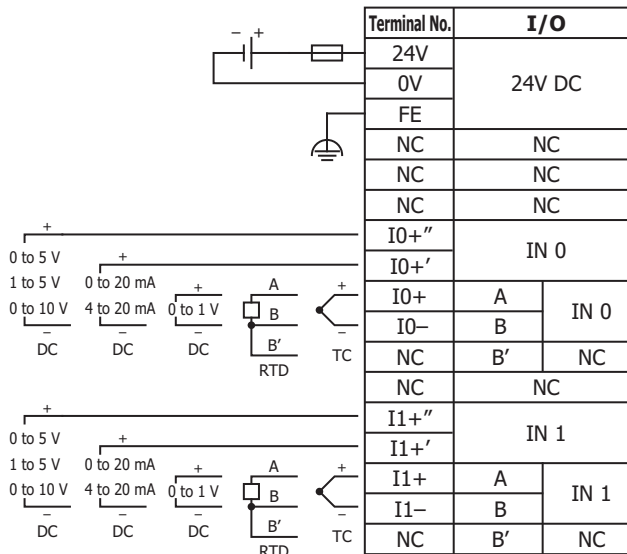 Terminal No. I/O
− +
24V
0V 24V DC
FE
NC NC
NC NC
NC NC
+ I0+″
0 to 5 V + I0+′ IN 0
1 to 5 V 0 to 20 mA + A + I0+ A
0 to 10 V 4 to 20 mA 0 to 1 V B I0− B IN 0
− − − B′ −
DC DC DC RTD TC NC B′ NC
NC NC
+ I1+″
0 to 5 V + I1+′ IN 1
1 to 5 V 0 to 20 mA + A + I1+ A
0 to 10 V 4 to 20 mA 0 to 1 V B I1− B IN 1
− − − B′ −
DC DC DC RTD TC NC B′ NC